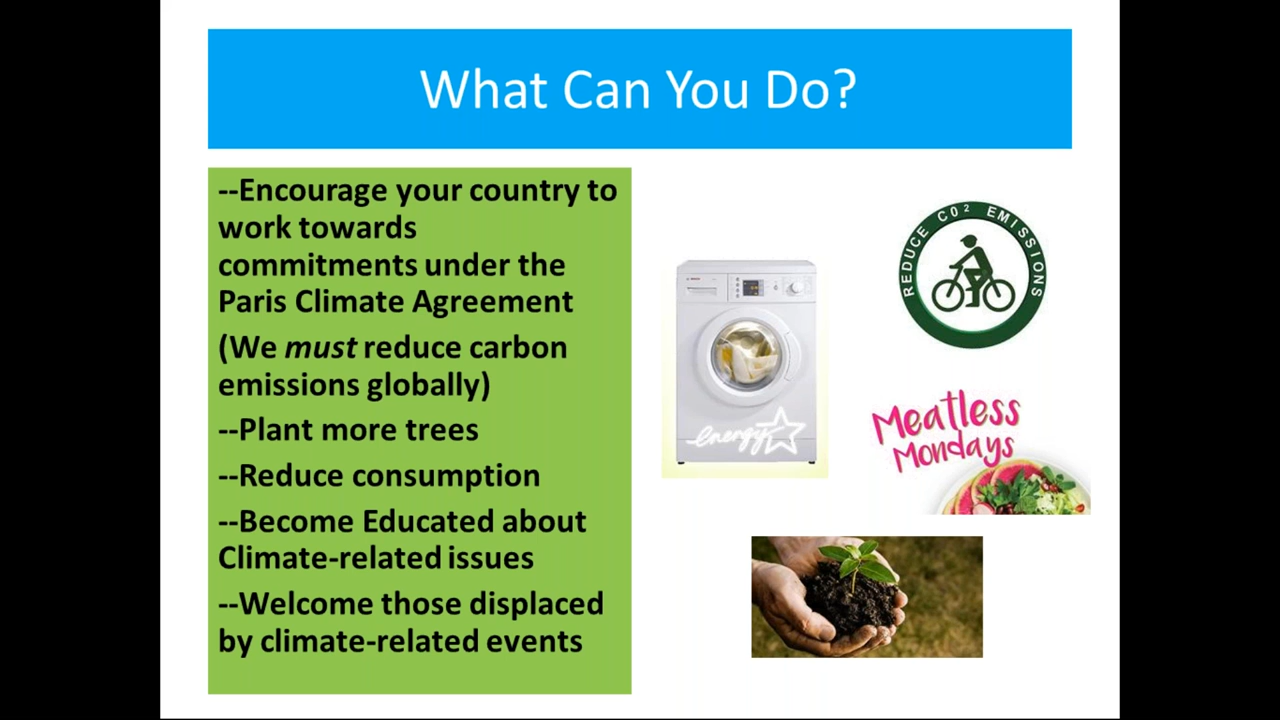 What Can You Do?
--Encourage your country to
work towards
commitments under the
Paris Climate Agreement
(We must reduce carbon
emissions globally)
--Plant more trees
--Reduce consumption
--Become Educated about
Climate-related issues
--Welcome those displaced
by climate-related events
energy
REDUCE CO² EMISSIONS
Meatless
Mondays